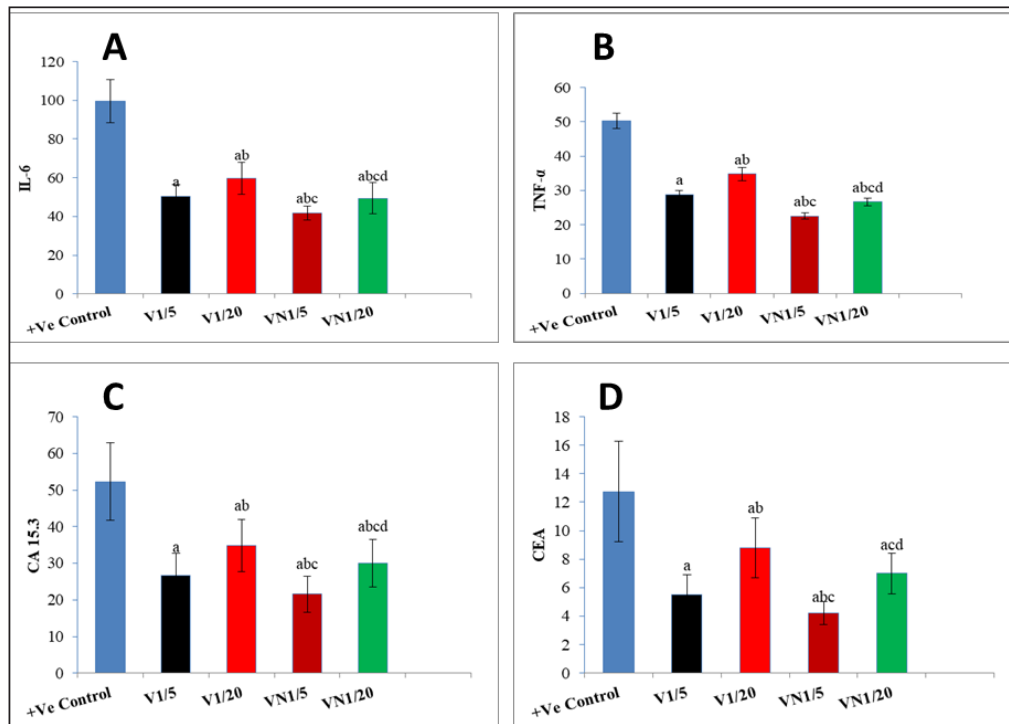 A
120
100
80
60
40
20
0
IL-6
a
ab
abc
abcd
+Ve Control
V1/5
V1/20
VN1/5
VN1/20
B
60
50
40
30
20
10
0
TNF-α
a
ab
abc
abcd
+Ve Control
V1/5
V1/20
VN1/5
VN1/20
C
70
60
50
40
30
20
10
0
CA 15.3
a
ab
abc
abcd
+Ve Control
V1/5
V1/20
VN1/5
VN1/20
D
18
16
14
12
10
8
6
4
2
0
CEA
a
ab
abc
acd
+Ve Control
V1/5
V1/20
VN1/5
VN1/20